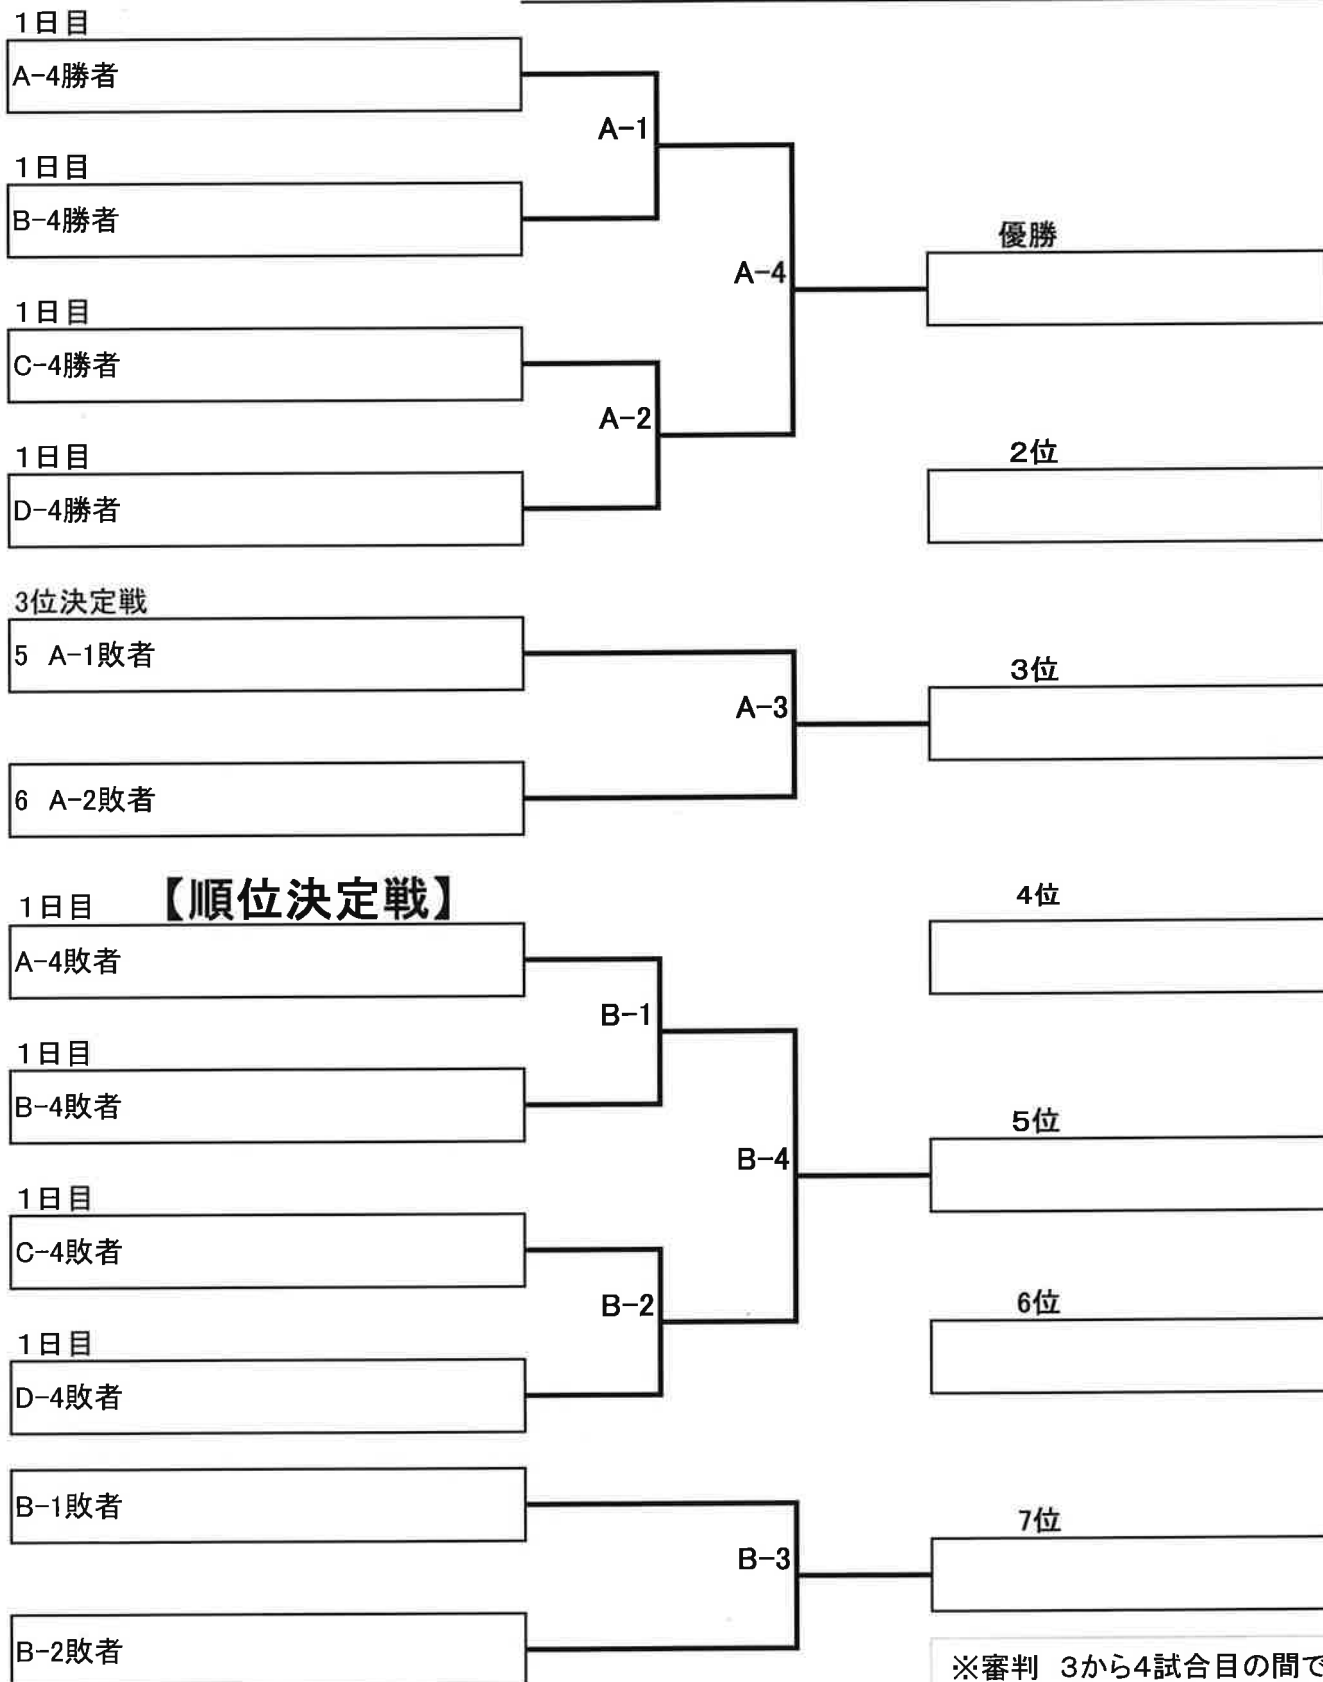 1日目
A-4勝者
A-1
1日目
B-4勝者
優勝
A-4
1日目
C-4勝者
A-2
2位
1日目
D-4勝者
3位決定戦
5 A-1敗者
3位
A-3
6 A-2敗者
【順位決定戦】
1日目
4位
A-4敗者
B-1
1日目
B-4敗者
5位
B-4
1日目
C-4敗者
B-2
6位
1日目
D-4敗者
B-1敗者
7位
B-3
B-2敗者
※審判 3から4試合目の間で